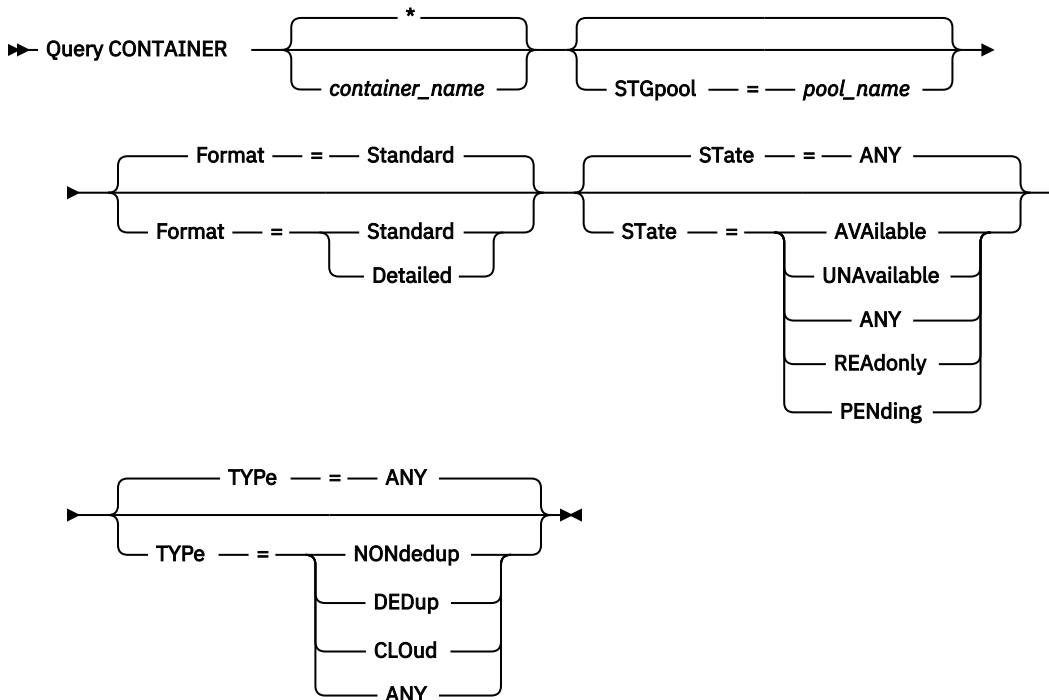 *
Query CONTAINER
container_name
STGpool = pool_name
Format = Standard
STate = ANY
Format = Standard
Detailed
STate = AVAilable
UNAvailable
ANY
REAdonly
PENding
TYPe = ANY
TYPe = NONdedup
DEDup
CLOud
ANY